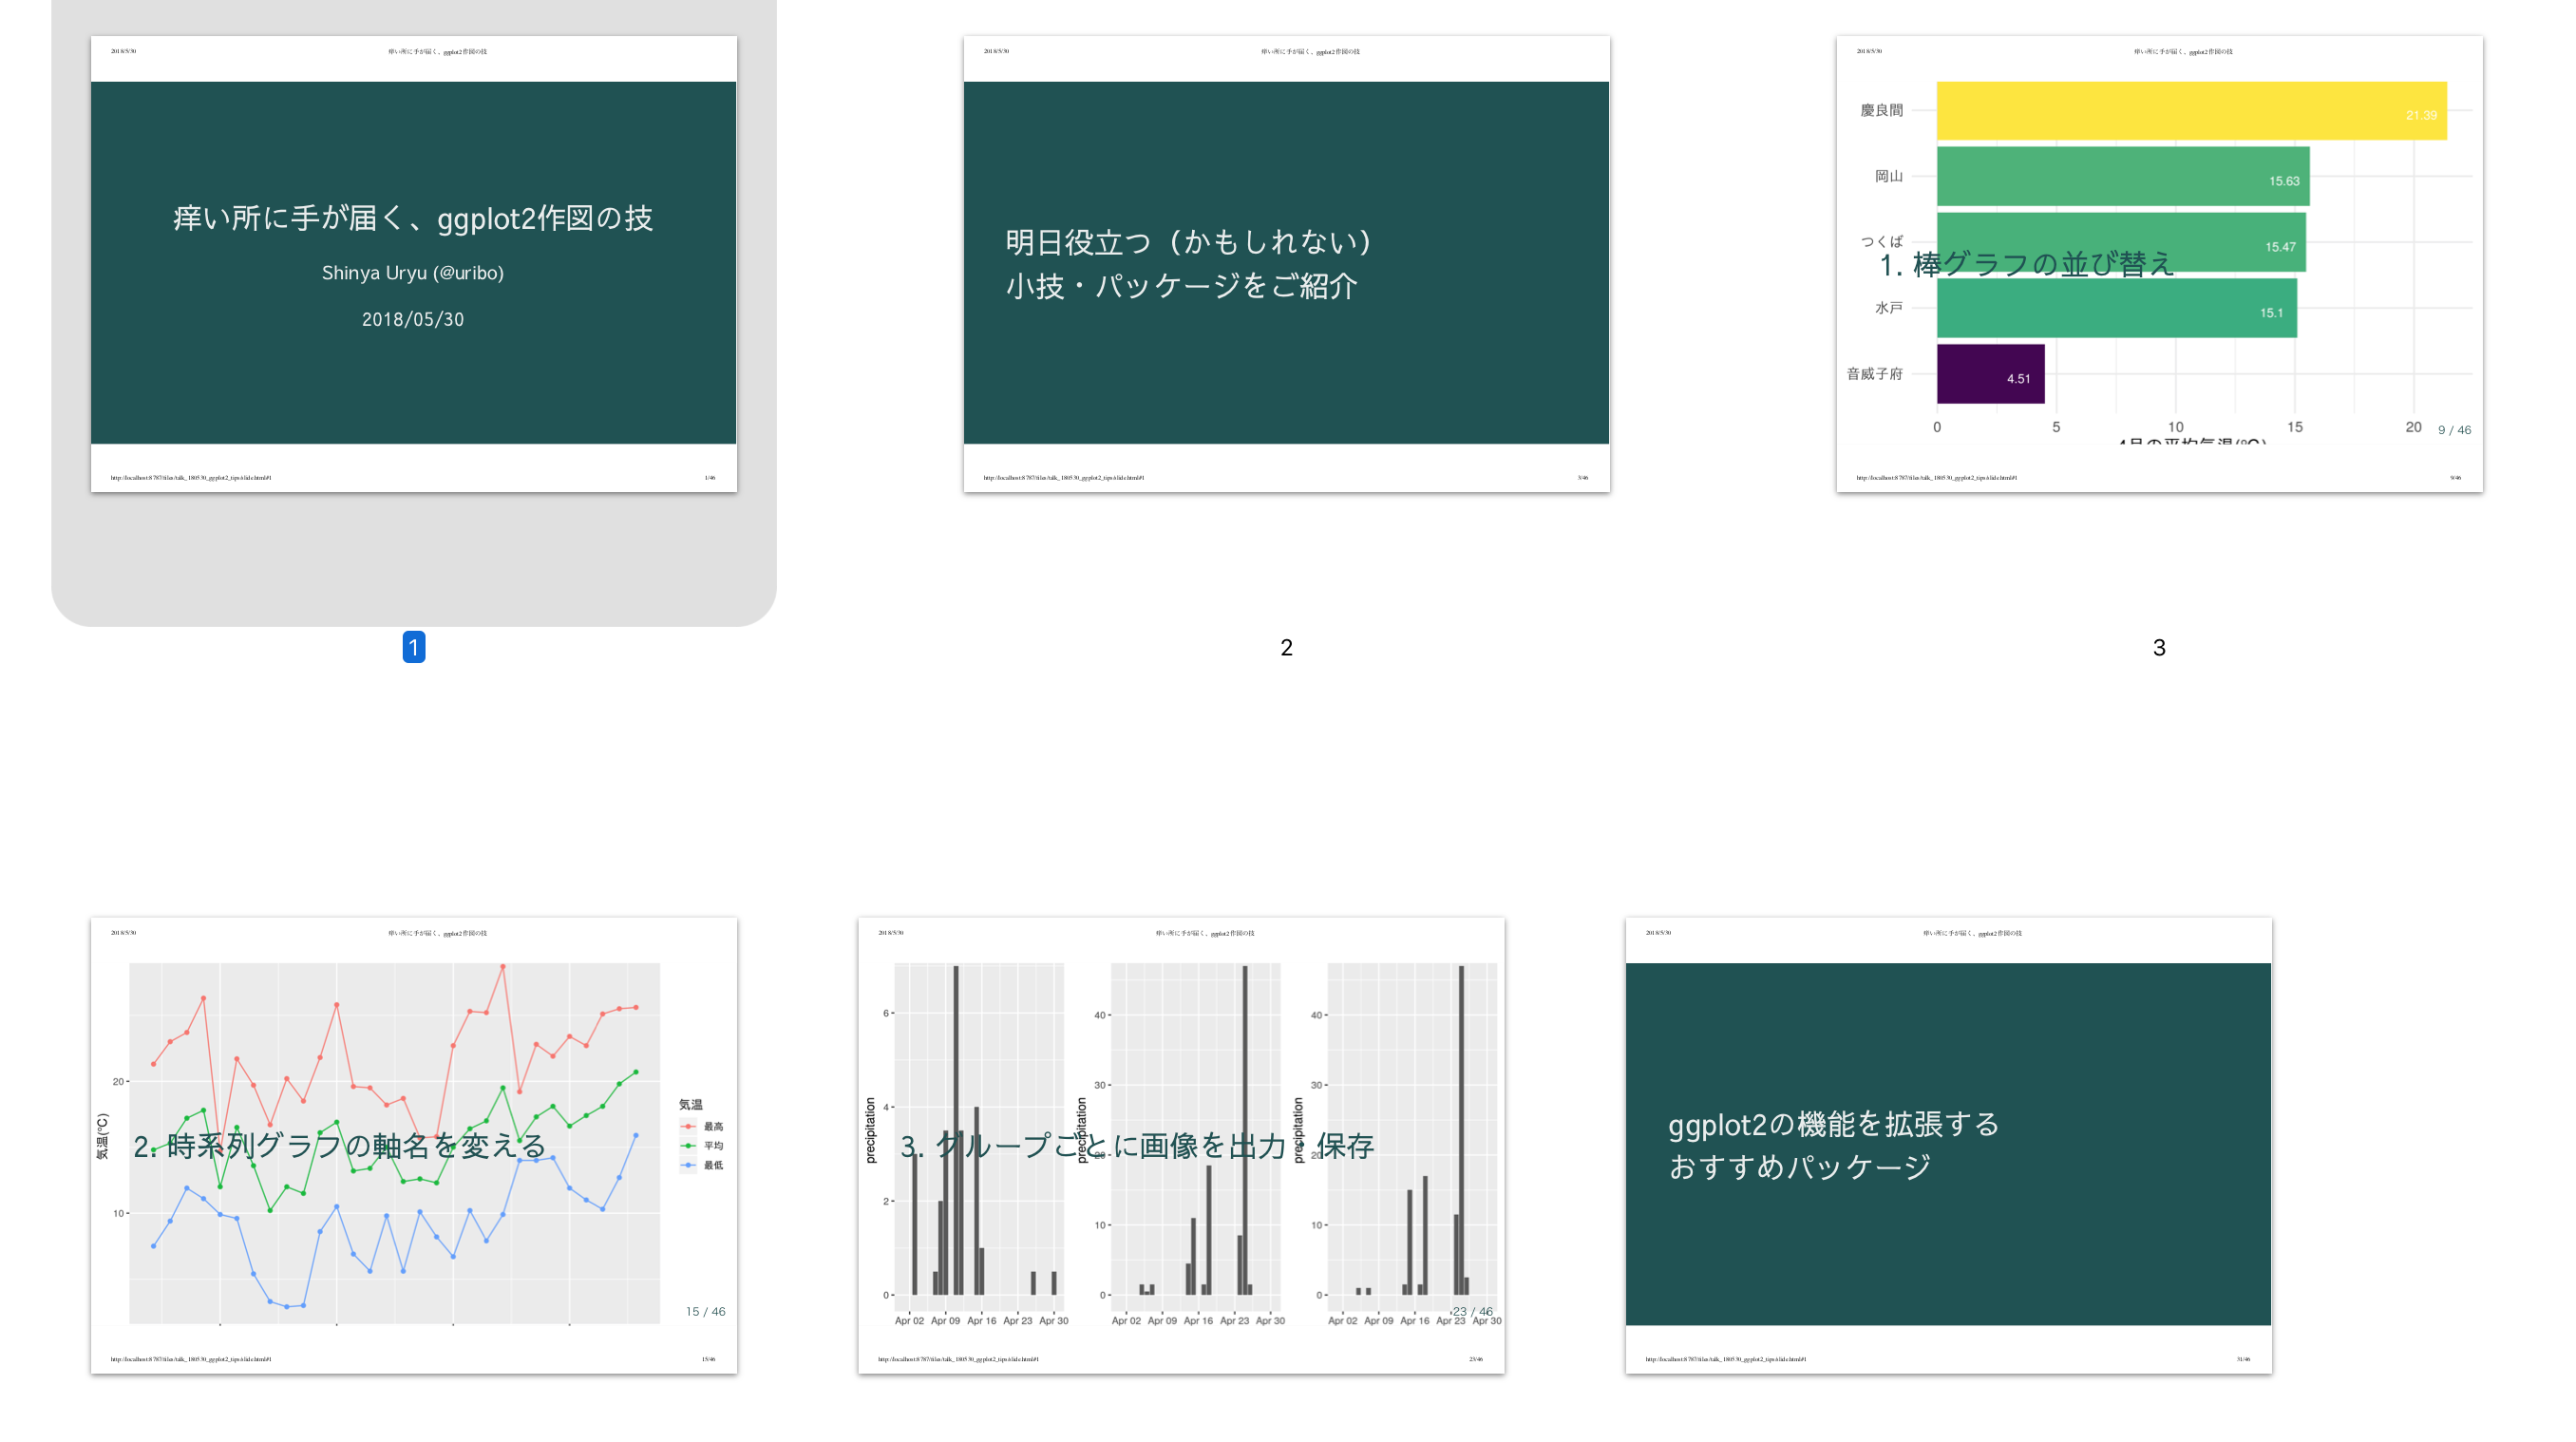 2018/5/30
痒い所に手が届く、ggplot2作図の技
痒い所に手が届く、ggplot2作図の技
Shinya Uryu (@uribo)
2018/05/30
http://localhost:8787/files/talk_180530_ggplot2_tips/slide.html#1
1/46
1
2018/5/30
痒い所に手が届く、ggplot2作図の技
明日役立つ（かもしれない）
小技・パッケージをご紹介
http://localhost:8787/files/talk_180530_ggplot2_tips/slide.html#1
3/46
2
2018/5/30
痒い所に手が届く、ggplot2作図の技
慶良間
21.39
岡山
15.63
つくば
15.47
1. 棒グラフの並び替え
水戸
15.1
音威子府
4.51
0 5 10 15 20
9 / 46
4月の平均気温(℃)
http://localhost:8787/files/talk_180530_ggplot2_tips/slide.html#1
9/46
3
2018/5/30
痒い所に手が届く、ggplot2作図の技
気温(℃)
20
10
2. 時系列グラフの軸名を変える
気温
最高
平均
最低
15 / 46
http://localhost:8787/files/talk_180530_ggplot2_tips/slide.html#1
15/46
2018/5/30
痒い所に手が届く、ggplot2作図の技
precipitation
6
4
2
0
Apr 02 Apr 09 Apr 16 Apr 23 Apr 30
precipitation
40
30
20
10
0
Apr 02 Apr 09 Apr 16 Apr 23 Apr 30
precipitation
40
30
20
10
0
Apr 02 Apr 09 Apr 16 Apr 23 Apr 30
3. グループごとに画像を出力・保存
23 / 46
http://localhost:8787/files/talk_180530_ggplot2_tips/slide.html#1
23/46
2018/5/30
痒い所に手が届く、ggplot2作図の技
ggplot2の機能を拡張する
おすすめパッケージ
http://localhost:8787/files/talk_180530_ggplot2_tips/slide.html#1
31/46